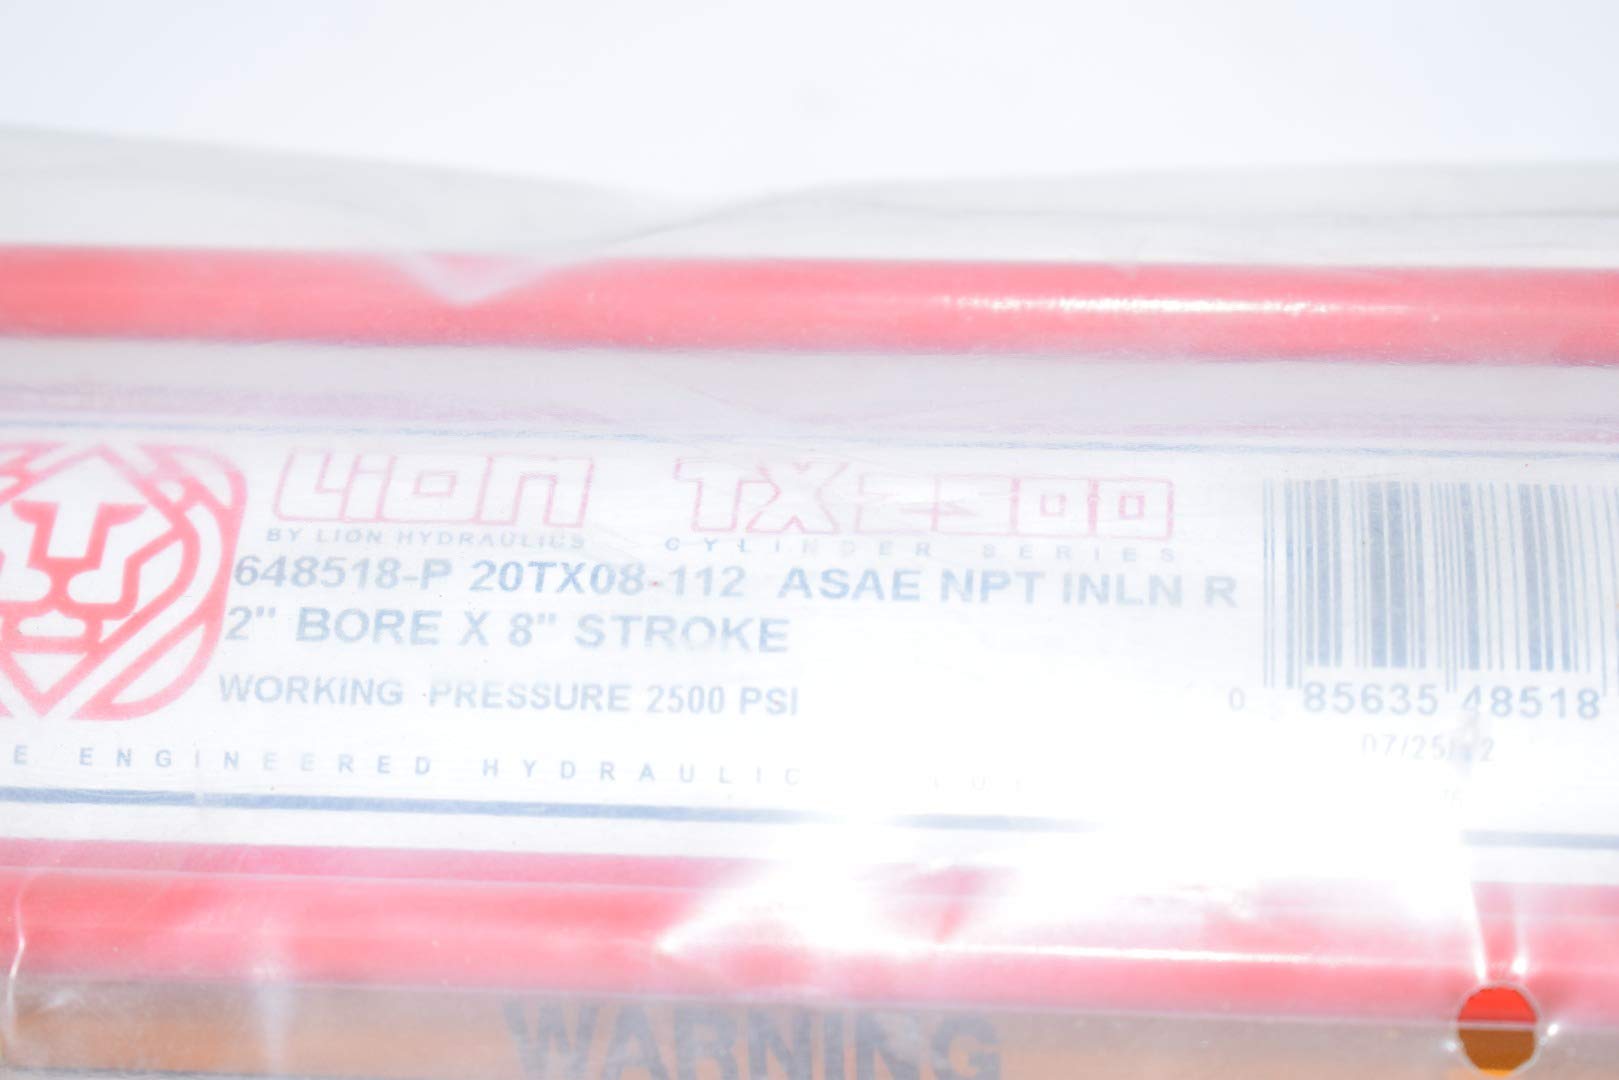 LION TX2500
BY LION HYDRAULICS CYLINDER SERIES
648518-P 20TX08-112 ASAE NPT INLN R
2" BORE X 8" STROKE
WORKING PRESSURE 2500 PSI
0 85635 48518
ENGINEERED HYDRAULIC
WARNING